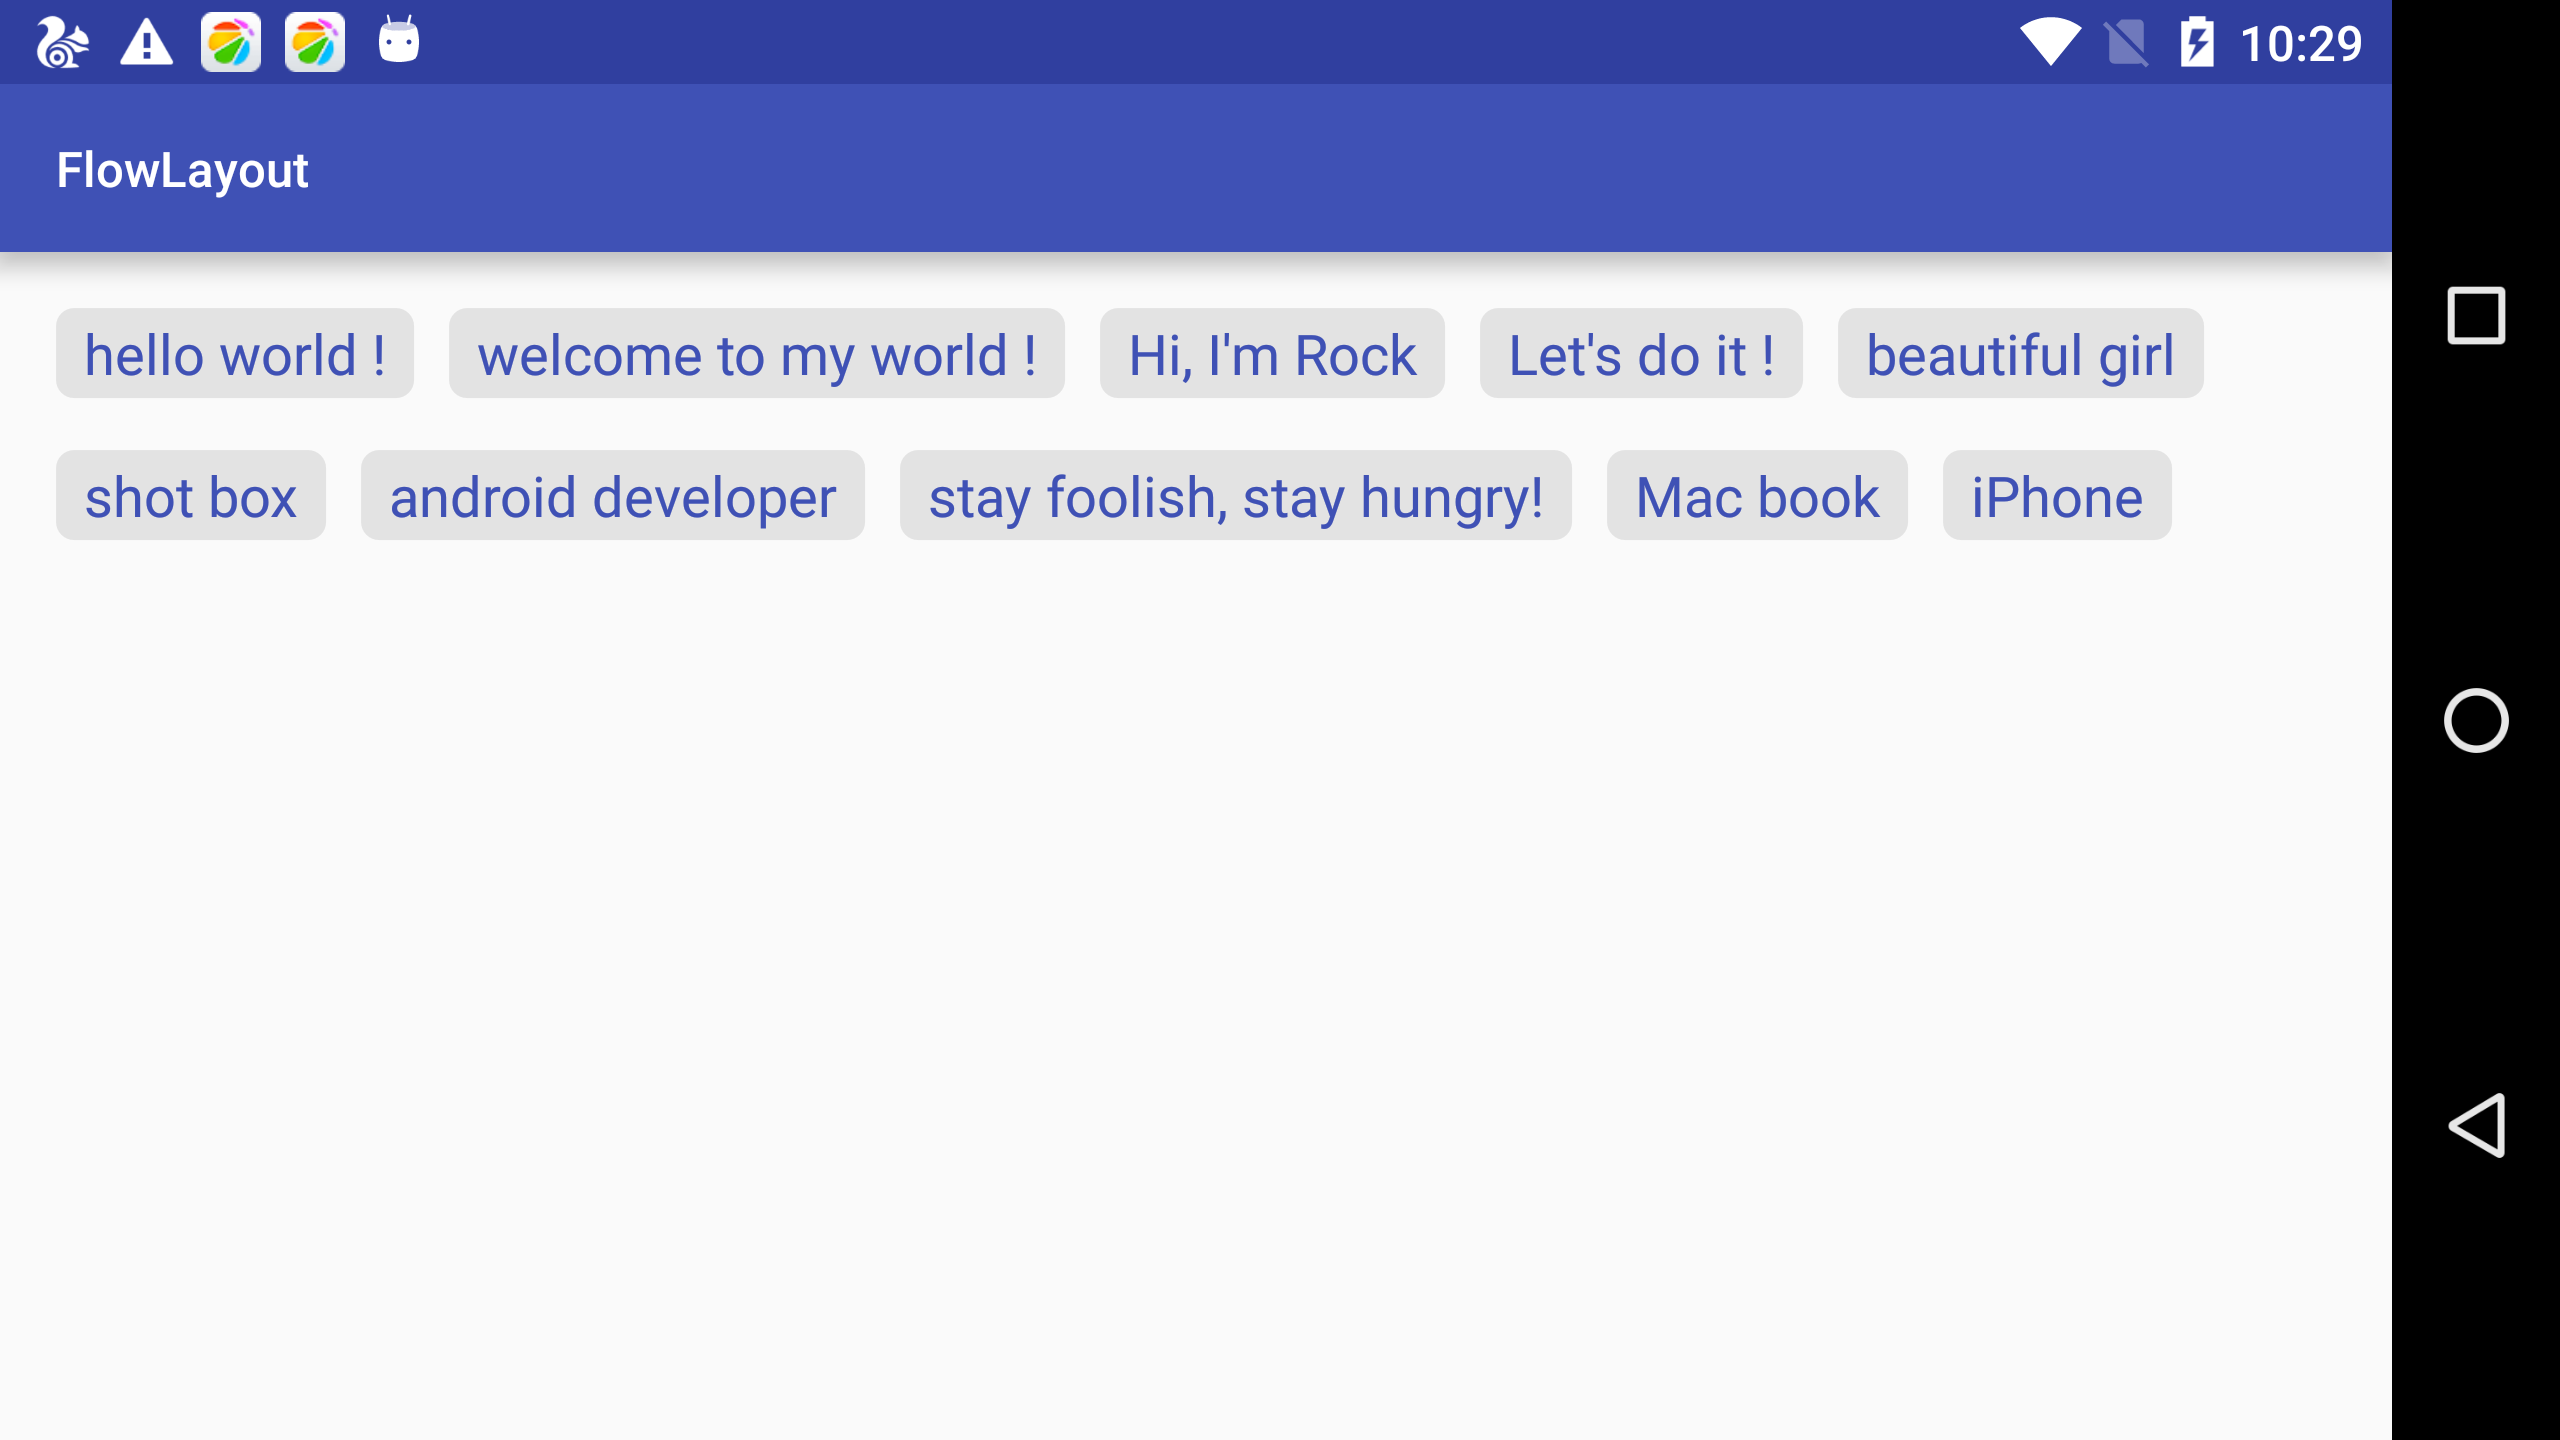 10:29
FlowLayout
hello world ! welcome to my world ! Hi, I'm Rock Let's do it ! beautiful girl
shot box android developer stay foolish, stay hungry! Mac book iPhone